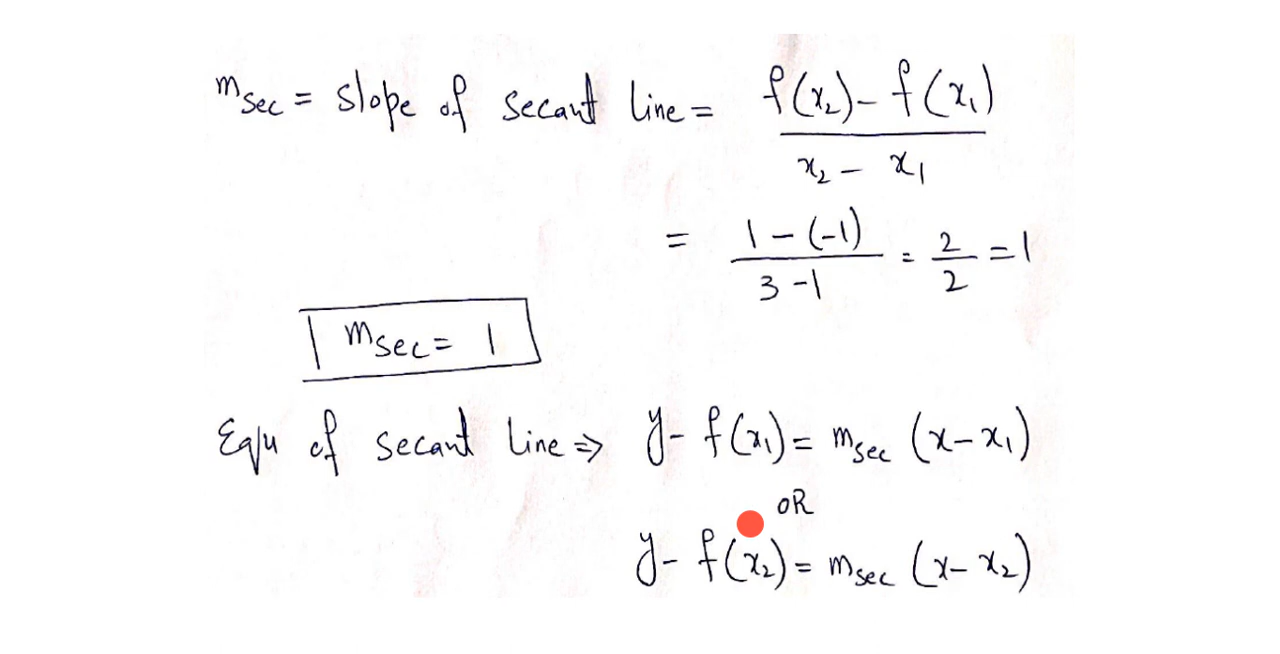 m_sec = slope of secant line = (f(x₂) - f(x₁)) / (x₂ - x₁)
= (1 - (-1)) / (3 - 1) = 2/2 = 1
m_sec = 1
Eqⁿ of secant line ⇒ y - f(x₁) = m_sec (x - x₁)
OR
y - f(x₂) = m_sec (x - x₂)